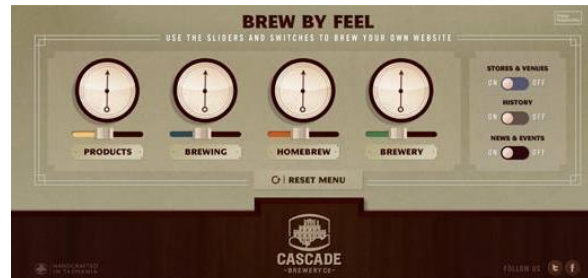 BREW BY FEEL
USE THE SLIDERS AND SWITCHES TO BREW YOUR OWN WEBSITE
STORES & VENUES
ON OFF
HISTORY
ON OFF
NEWS & EVENTS
ON OFF
PRODUCTS
BREWING
HOMEBREW
BREWERY
RESET MENU
CASCADE
BREWERY CO
HANDCRAFTED
IN TASMANIA
FOLLOW US